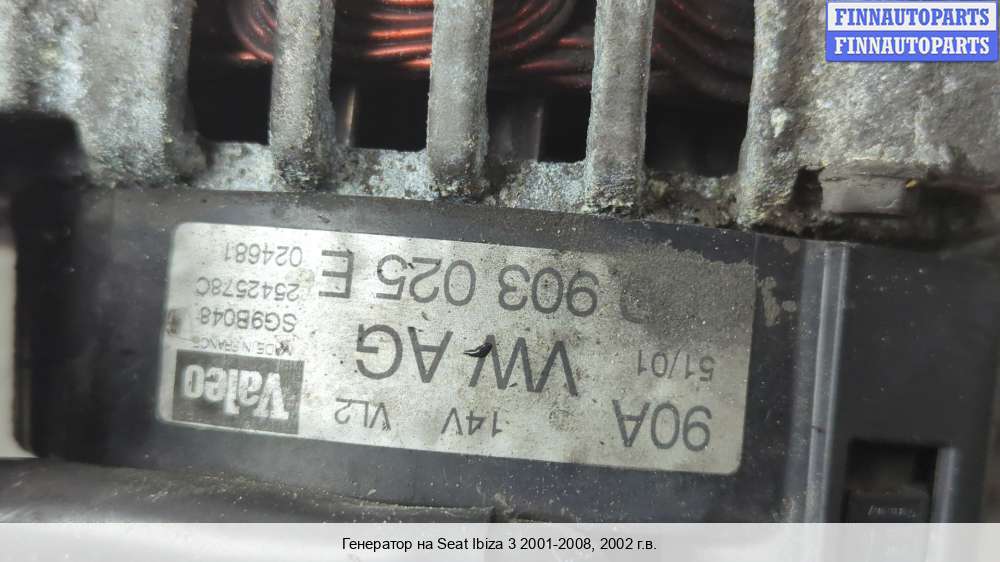 FINNAUTOPARTS
FINNAUTOPARTS
90A 14V VL2
Valeo
MADE IN FRANCE
51/01 VW AG
SG9B048
2542578C
903 025 E
024681
Генератор на Seat Ibiza 3 2001-2008, 2002 г.в.